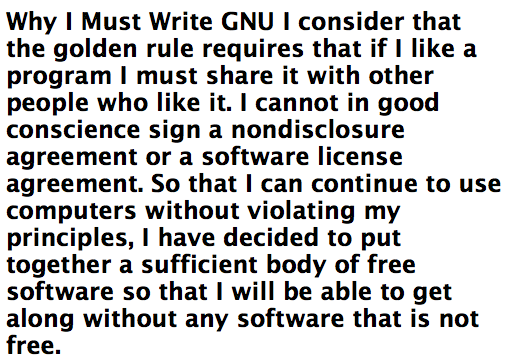 Why I Must Write GNU I consider that
the golden rule requires that if I like a
program I must share it with other
people who like it. I cannot in good
conscience sign a nondisclosure
agreement or a software license
agreement. So that I can continue to use
computers without violating my
principles, I have decided to put
together a sufficient body of free
software so that I will be able to get
along without any software that is not
free.